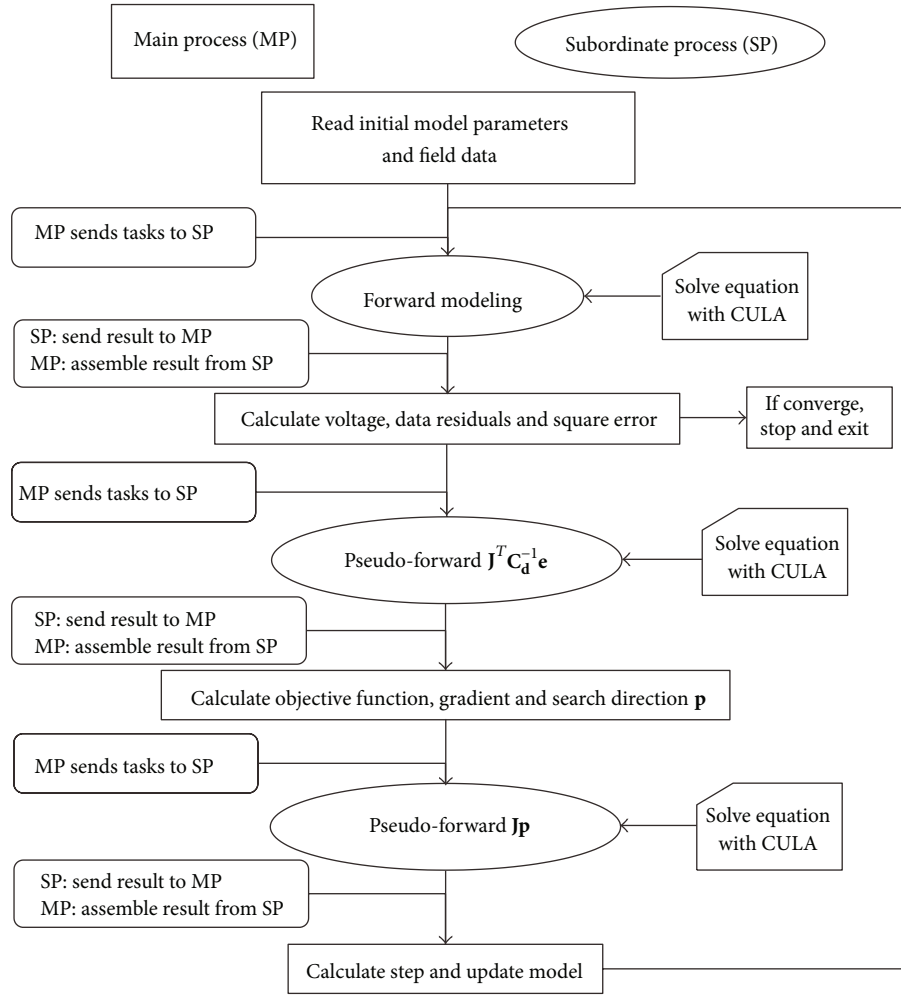 Main process (MP)
Subordinate process (SP)
Read initial model parameters
and field data
MP sends tasks to SP
Forward modeling
Solve equation
with CULA
SP: send result to MP
MP: assemble result from SP
Calculate voltage, data residuals and square error
If converge,
stop and exit
MP sends tasks to SP
Pseudo-forward J^T C_d^{-1} e
Solve equation
with CULA
SP: send result to MP
MP: assemble result from SP
Calculate objective function, gradient and search direction p
MP sends tasks to SP
Pseudo-forward Jp
Solve equation
with CULA
SP: send result to MP
MP: assemble result from SP
Calculate step and update model